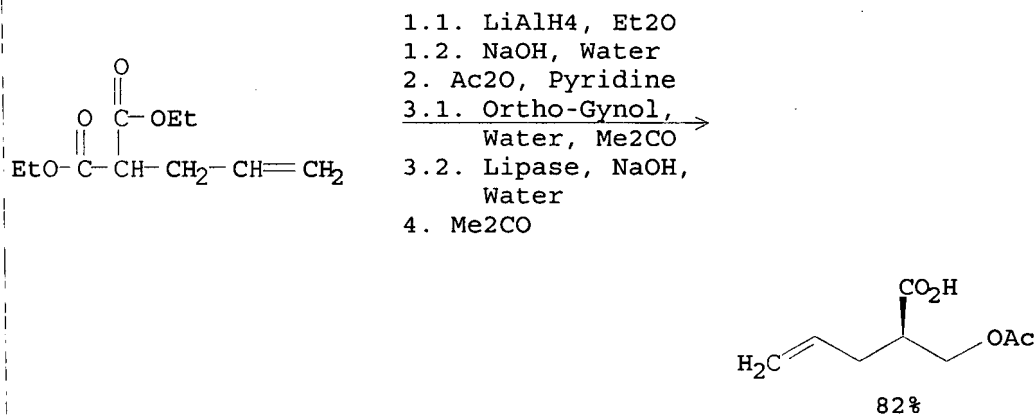 1.1. LiAlH4, Et2O
1.2. NaOH, Water
2. Ac2O, Pyridine
3.1. Ortho-Gynol,
Water, Me2CO
3.2. Lipase, NaOH,
Water
4. Me2CO
O
O C-OEt
EtO-C-CH-CH2-CH=CH2
CO2H
OAc
H2C
82%